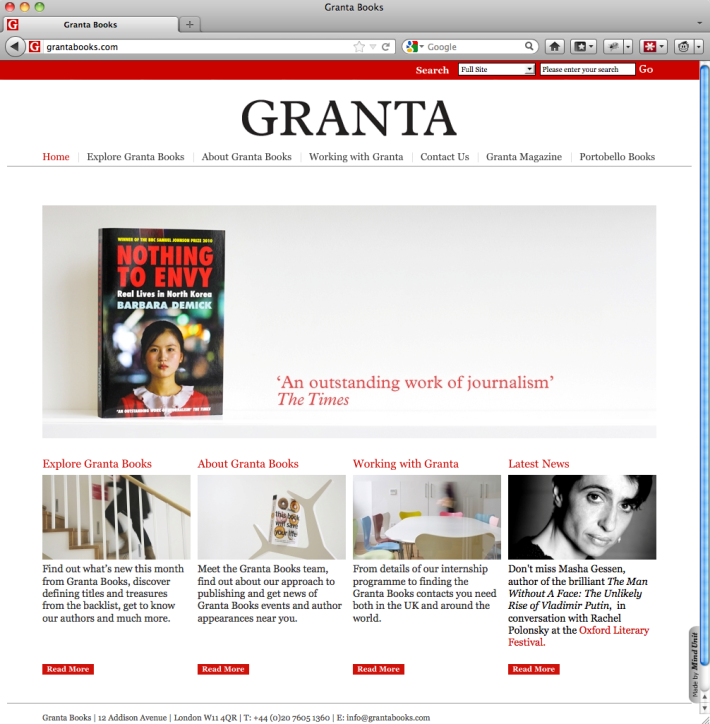 Granta Books
G
Granta Books
+
G grantabooks.com
Google
Search Full Site Please enter your search Go
GRANTA
Home Explore Granta Books About Granta Books Working with Granta Contact Us Granta Magazine Portobello Books
WINNER OF THE BBC SAMUEL JOHNSON PRIZE 2010
NOTHING
TO ENVY
Real Lives in North Korea
BARBARA DEMICK
'AN OUTSTANDING WORK OF JOURNALISM' THE TIMES
‘An outstanding work of journalism’
The Times
Explore Granta Books
Find out what’s new this month
from Granta Books, discover
defining titles and treasures
from the backlist, get to know
our authors and much more.
Read More
About Granta Books
this book
will save
your life
Meet the Granta Books team,
find out about our approach to
publishing and get news of
Granta Books events and author
appearances near you.
Read More
Working with Granta
From details of our internship
programme to finding the
Granta Books contacts you need
both in the UK and around the
world.
Read More
Latest News
Don't miss Masha Gessen,
author of the brilliant The Man
Without A Face: The Unlikely
Rise of Vladimir Putin, in
conversation with Rachel
Polonsky at the Oxford Literary
Festival.
Read More
Made by Mind Unit
Granta Books | 12 Addison Avenue | London W11 4QR | T: +44 (0)20 7605 1360 | E: info@grantabooks.com